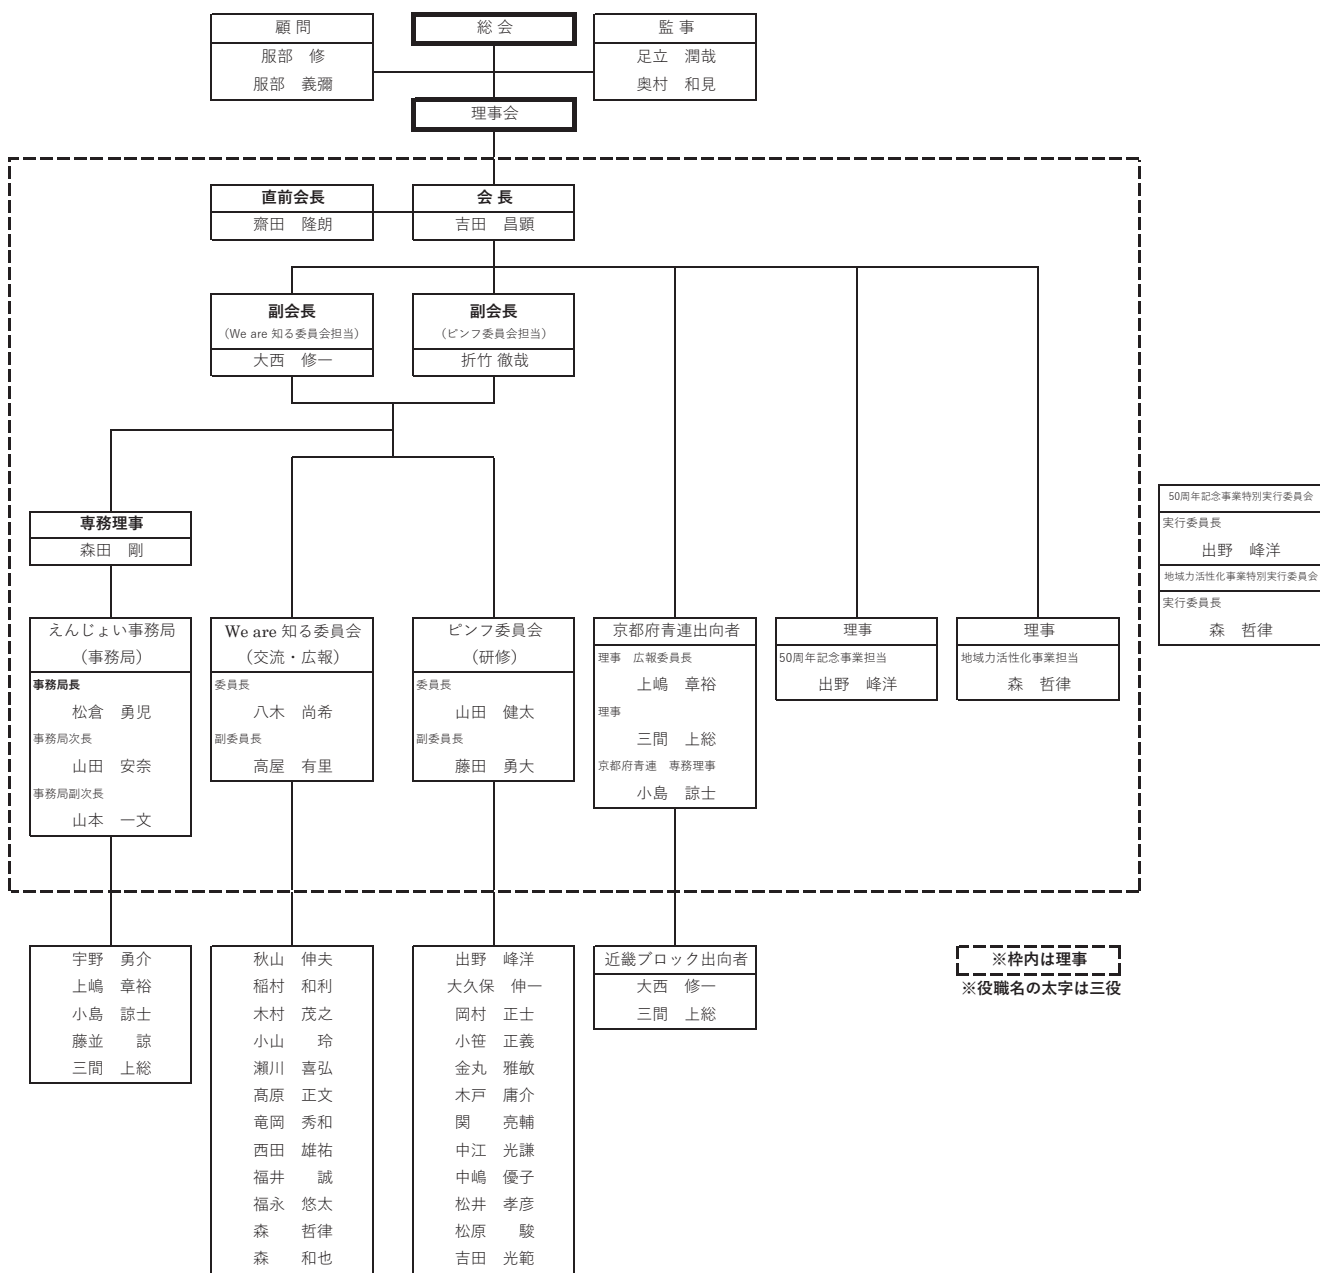 顧 問
服部　修
服部　義彌
総 会
監 事
足立　潤哉
奥村　和見
理事会
直前会長
齋田　隆朗
会 長
吉田　昌顕
副会長
（We are 知る委員会担当）
大西　修一
副会長
（ピンフ委員会担当）
折竹 徹哉
専務理事
森田　剛
えんじょい事務局
（事務局）
事務局長
松倉　勇児
事務局次長
山田　安奈
事務局副次長
山本　一文
We are 知る委員会
（交流・広報）
委員長
八木　尚希
副委員長
高屋　有里
ピンフ委員会
（研修）
委員長
山田　健太
副委員長
藤田　勇大
京都府青連出向者
理事　広報委員長
上嶋　章裕
理事
三間　上総
京都府青連　専務理事
小島　諒士
理事
50周年記念事業担当
出野　峰洋
理事
地域力活性化事業担当
森　哲律
50周年記念事業特別実行委員会
実行委員長
出野　峰洋
地域力活性化事業特別実行委員会
実行委員長
森　哲律
宇野　勇介
上嶋　章裕
小島　諒士
藤並　　諒
三間　上総
秋山　伸夫
稲村　和利
木村　茂之
小山　　玲
瀬川　喜弘
髙原　正文
竜岡　秀和
西田　雄祐
福井　　誠
福永　悠太
森　　哲律
森　　和也
出野　峰洋
大久保　伸一
岡村　正士
小笹　正義
金丸　雅敏
木戸　庸介
関　　亮輔
中江　光謙
中嶋　優子
松井　孝彦
松原　　駿
吉田　光範
近畿ブロック出向者
大西　修一
三間　上総
※枠内は理事
※役職名の太字は三役